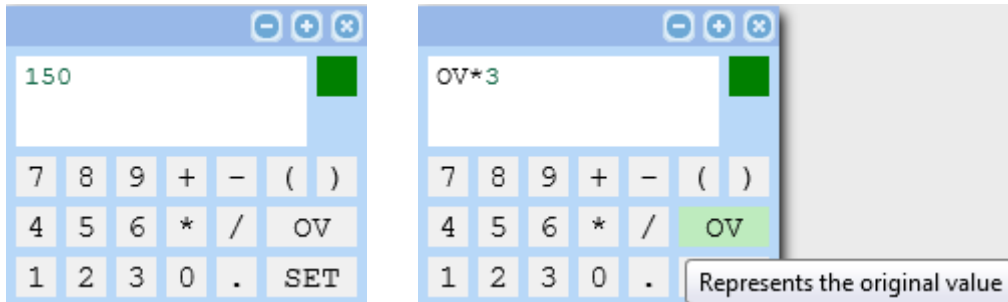 150
7 8 9 + - ( )
4 5 6 * / OV
1 2 3 0 . SET
OV*3
7 8 9 + - ( )
4 5 6 * / OV
1 2 3 0 .
Represents the original value